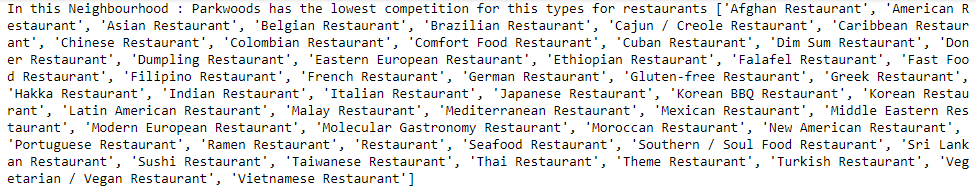 In this Neighbourhood : Parkwoods has the lowest competition for this types for restaurants ['Afghan Restaurant', 'American R
estaurant', 'Asian Restaurant', 'Belgian Restaurant', 'Brazilian Restaurant', 'Cajun / Creole Restaurant', 'Caribbean Restaur
ant', 'Chinese Restaurant', 'Colombian Restaurant', 'Comfort Food Restaurant', 'Cuban Restaurant', 'Dim Sum Restaurant', 'Don
er Restaurant', 'Dumpling Restaurant', 'Eastern European Restaurant', 'Ethiopian Restaurant', 'Falafel Restaurant', 'Fast Foo
d Restaurant', 'Filipino Restaurant', 'French Restaurant', 'German Restaurant', 'Gluten-free Restaurant', 'Greek Restaurant',
'Hakka Restaurant', 'Indian Restaurant', 'Italian Restaurant', 'Japanese Restaurant', 'Korean BBQ Restaurant', 'Korean Restau
rant', 'Latin American Restaurant', 'Malay Restaurant', 'Mediterranean Restaurant', 'Mexican Restaurant', 'Middle Eastern Res
taurant', 'Modern European Restaurant', 'Molecular Gastronomy Restaurant', 'Moroccan Restaurant', 'New American Restaurant',
'Portuguese Restaurant', 'Ramen Restaurant', 'Restaurant', 'Seafood Restaurant', 'Southern / Soul Food Restaurant', 'Sri Lank
an Restaurant', 'Sushi Restaurant', 'Taiwanese Restaurant', 'Thai Restaurant', 'Theme Restaurant', 'Turkish Restaurant', 'Veg
etarian / Vegan Restaurant', 'Vietnamese Restaurant']